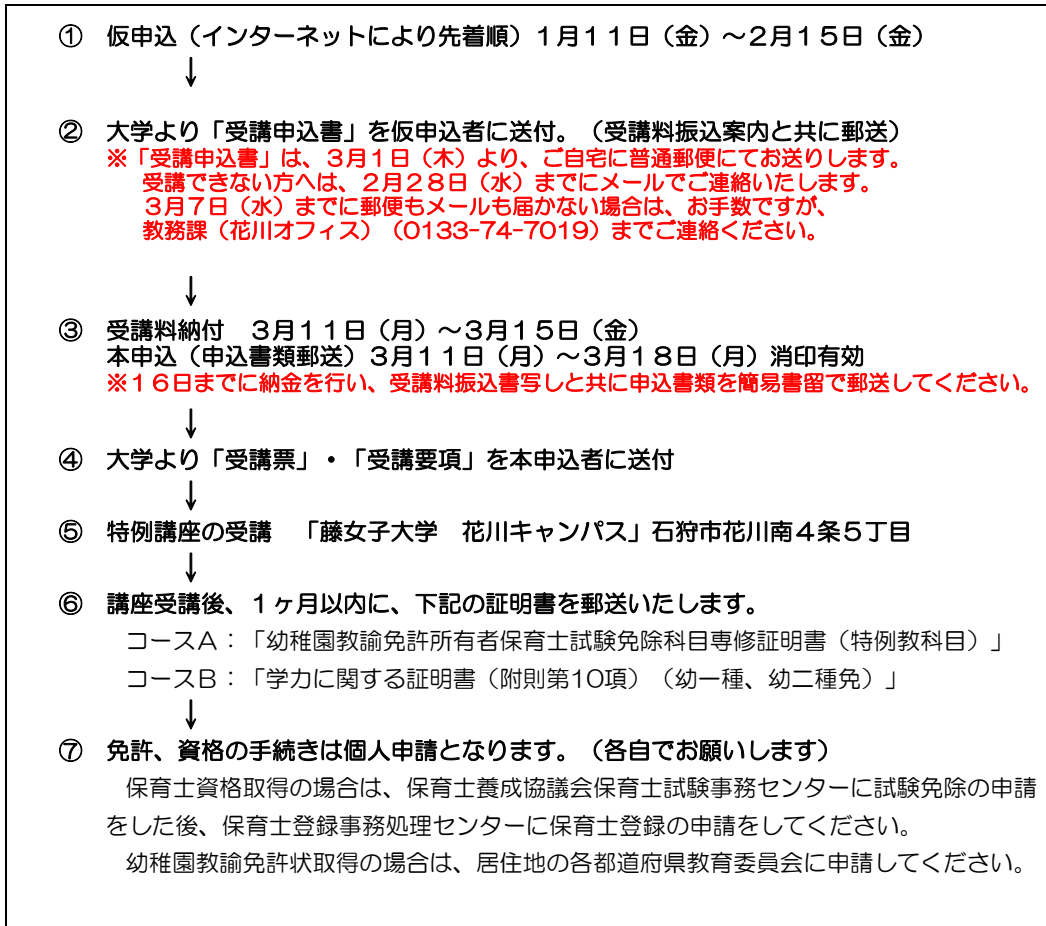 ① 仮申込（インターネットにより先着順）１月１１日（金）～２月１５日（金）
↓
② 大学より「受講申込書」を仮申込者に送付。（受講料振込案内と共に郵送）
※「受講申込書」は、３月１日（木）より、ご自宅に普通郵便にてお送りします。
受講できない方へは、２月２８日（水）までにメールでご連絡いたします。
３月７日（水）までに郵便もメールも届かない場合は、お手数ですが、
教務課（花川オフィス）（0133-74-7019）までご連絡ください。
↓
③ 受講料納付　３月１１日（月）～３月１５日（金）
本申込（申込書類郵送）３月１１日（月）～３月１８日（月）消印有効
※１６日までに納金を行い、受講料振込書写しと共に申込書類を簡易書留で郵送してください。
↓
④ 大学より「受講票」・「受講要項」を本申込者に送付
↓
⑤ 特例講座の受講　「藤女子大学　花川キャンパス」石狩市花川南４条５丁目
↓
⑥ 講座受講後、１ヶ月以内に、下記の証明書を郵送いたします。
コースＡ：「幼稚園教諭免許所有者保育士試験免除科目専修証明書（特例教科目）」
コースＢ：「学力に関する証明書（附則第10項）（幼一種、幼二種免）」
↓
⑦ 免許、資格の手続きは個人申請となります。（各自でお願いします）
保育士資格取得の場合は、保育士養成協議会保育士試験事務センターに試験免除の申請
をした後、保育士登録事務処理センターに保育士登録の申請をしてください。
幼稚園教諭免許状取得の場合は、居住地の各都道府県教育委員会に申請してください。